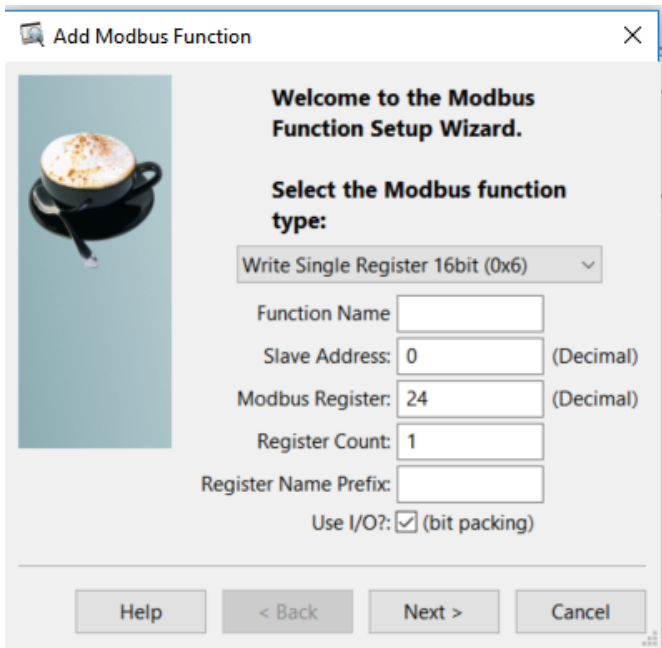 Add Modbus Function
Welcome to the Modbus
Function Setup Wizard.
Select the Modbus function
type:
Write Single Register 16bit (0x6)
Function Name
Slave Address: 0 (Decimal)
Modbus Register: 24 (Decimal)
Register Count: 1
Register Name Prefix:
Use I/O?: (bit packing)
Help < Back Next > Cancel